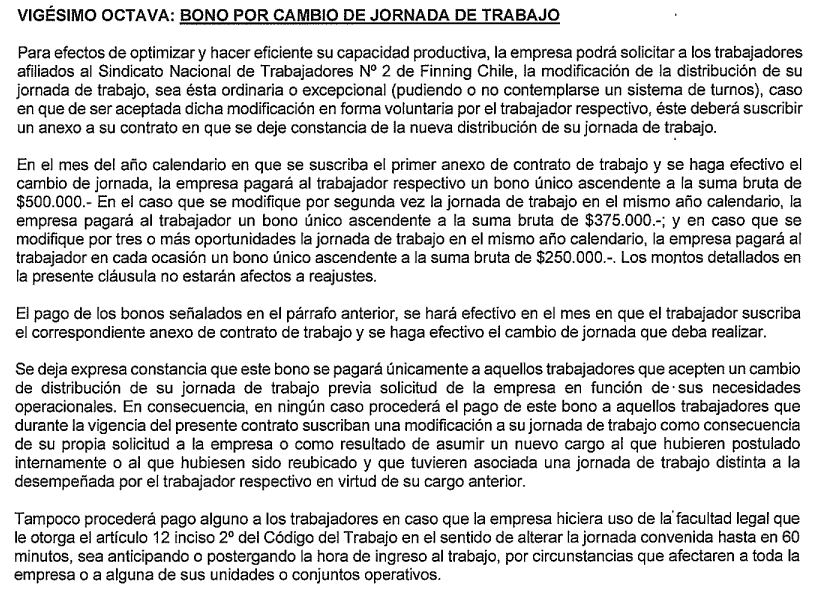 VIGÉSIMO OCTAVA: BONO POR CAMBIO DE JORNADA DE TRABAJO
Para efectos de optimizar y hacer eficiente su capacidad productiva, la empresa podrá solicitar a los trabajadores
afiliados al Sindicato Nacional de Trabajadores Nº 2 de Finning Chile, la modificación de la distribución de su
jornada de trabajo, sea ésta ordinaria o excepcional (pudiendo o no contemplarse un sistema de turnos), caso
en que de ser aceptada dicha modificación en forma voluntaria por el trabajador respectivo, éste deberá suscribir
un anexo a su contrato en que se deje constancia de la nueva distribución de su jornada de trabajo.
En el mes del año calendario en que se suscriba el primer anexo de contrato de trabajo y se haga efectivo el
cambio de jornada, la empresa pagará al trabajador respectivo un bono único ascendente a la suma bruta de
$500.000.- En el caso que se modifique por segunda vez la jornada de trabajo en el mismo año calendario, la
empresa pagará al trabajador un bono único ascendente a la suma bruta de $375.000.-; y en caso que se
modifique por tres o más oportunidades la jornada de trabajo en el mismo año calendario, la empresa pagará al
trabajador en cada ocasión un bono único ascendente a la suma bruta de $250.000.-. Los montos detallados en
la presente cláusula no estarán afectos a reajustes.
El pago de los bonos señalados en el párrafo anterior, se hará efectivo en el mes en que el trabajador suscriba
el correspondiente anexo de contrato de trabajo y se haga efectivo el cambio de jornada que deba realizar.
Se deja expresa constancia que este bono se pagará únicamente a aquellos trabajadores que acepten un cambio
de distribución de su jornada de trabajo previa solicitud de la empresa en función de sus necesidades
operacionales. En consecuencia, en ningún caso procederá el pago de este bono a aquellos trabajadores que
durante la vigencia del presente contrato suscriban una modificación a su jornada de trabajo como consecuencia
de su propia solicitud a la empresa o como resultado de asumir un nuevo cargo al que hubieren postulado
internamente o al que hubiesen sido reubicado y que tuvieren asociada una jornada de trabajo distinta a la
desempeñada por el trabajador respectivo en virtud de su cargo anterior.
Tampoco procederá pago alguno a los trabajadores en caso que la empresa hiciera uso de la facultad legal que
le otorga el artículo 12 inciso 2º del Código del Trabajo en el sentido de alterar la jornada convenida hasta en 60
minutos, sea anticipando o postergando la hora de ingreso al trabajo, por circunstancias que afectaren a toda la
empresa o a alguna de sus unidades o conjuntos operativos.